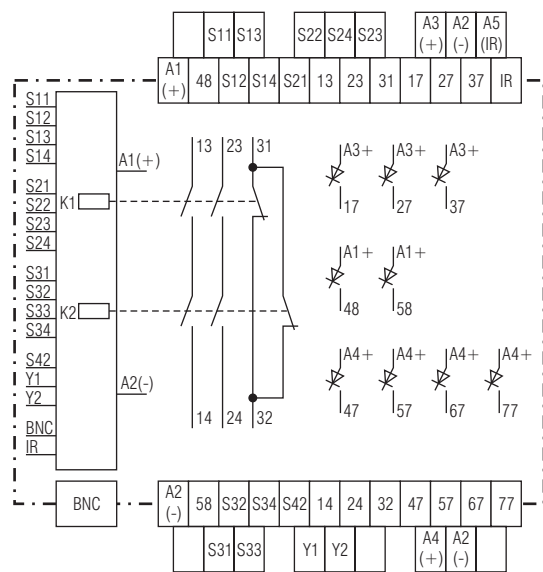 S11 S13 S22 S24 S23 A3 (+) A2 (-) A5 (IR)
A1 (+) 48 S12 S14 S21 13 23 31 17 27 37 IR
S11
S12
S13
S14
A1(+)
S21
S22
K1
S23
S24
S31
S32
S33
K2
S34
S42
Y1
A2(-)
Y2
BNC
IR
13 23 31
14 24 32
A3+ A3+ A3+
17 27 37
A1+ A1+
48 58
A4+ A4+ A4+ A4+
47 57 67 77
BNC
A2 (-) 58 S32 S34 S42 14 24 32 47 57 67 77
S31 S33 Y1 Y2 A4 (+) A2 (-)